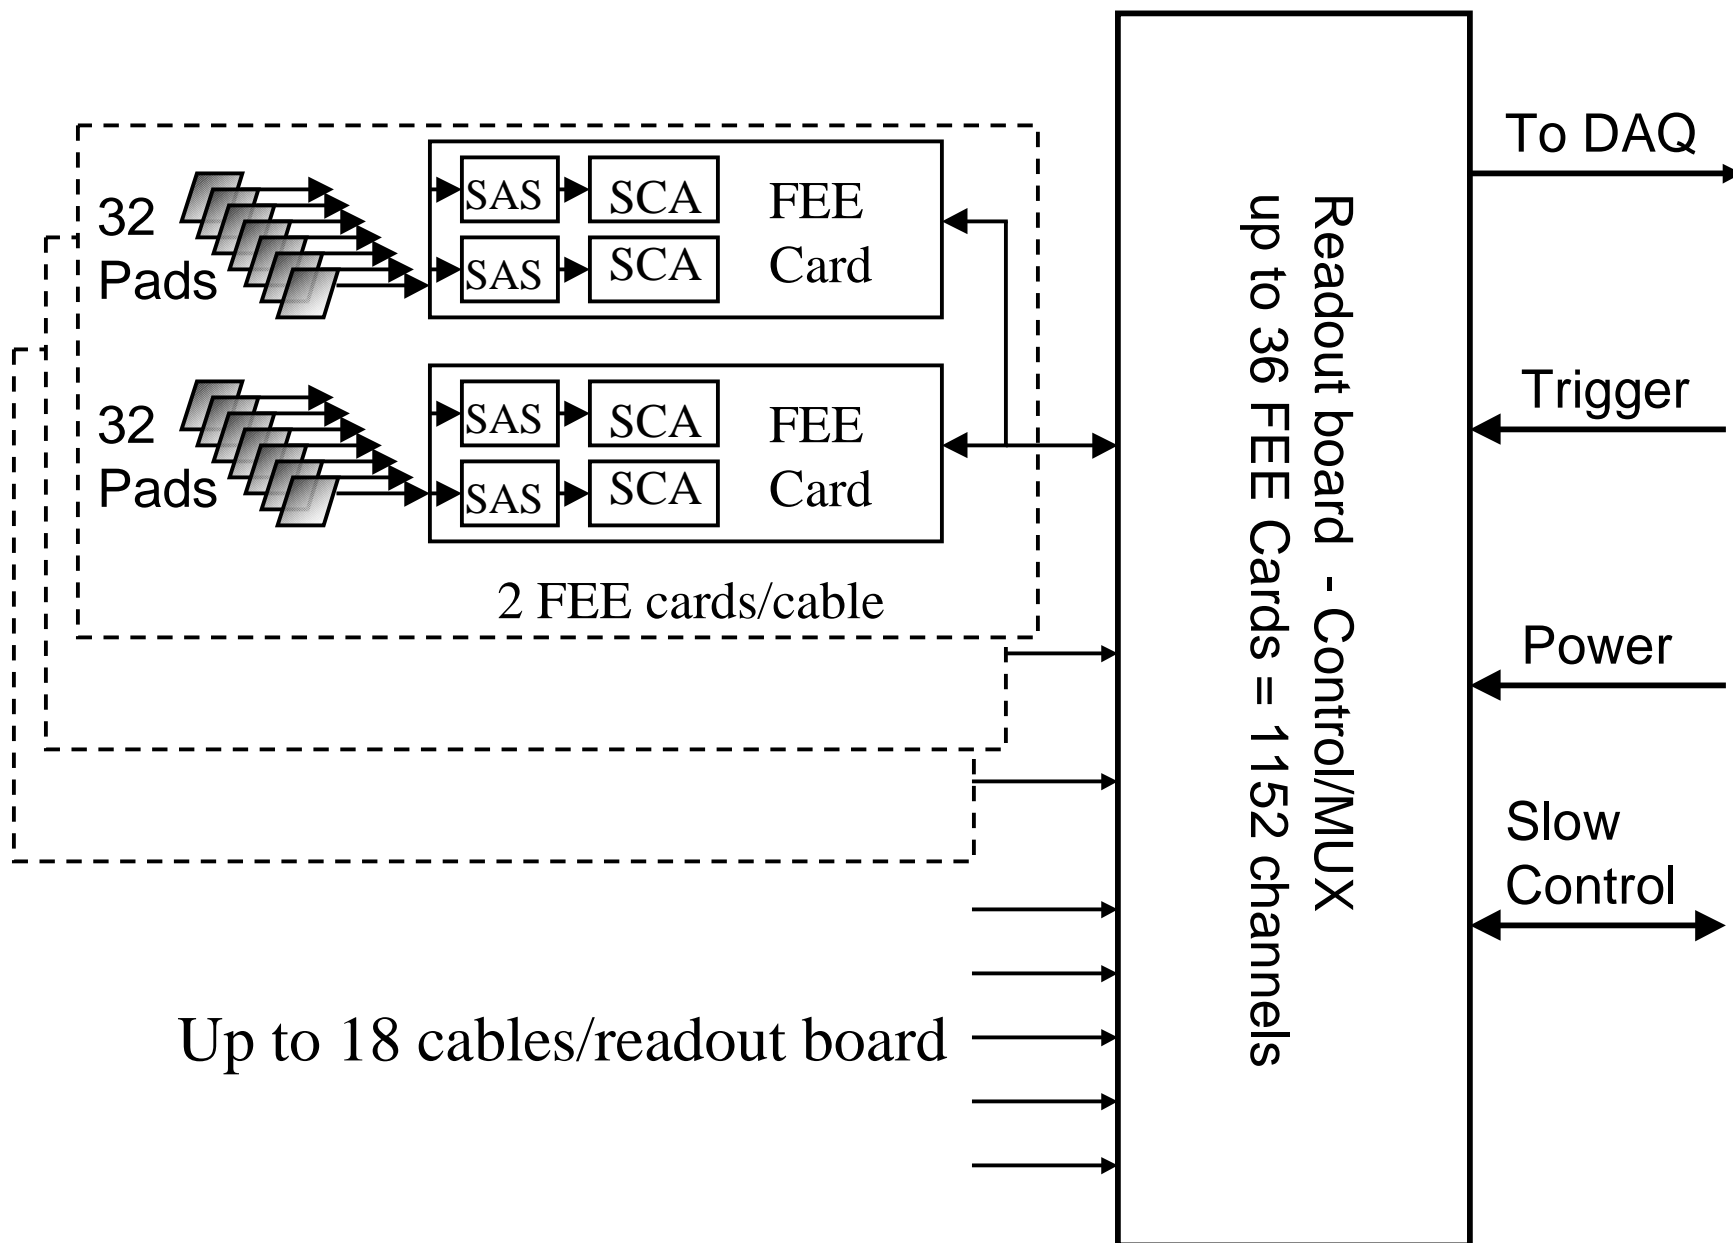 32
Pads
SAS
SCA
SAS
SCA
FEE
Card
32
Pads
SAS
SCA
SAS
SCA
FEE
Card
2 FEE cards/cable
Up to 18 cables/readout board
Readout board - Control/MUX
up to 36 FEE Cards = 1152 channels
To DAQ
Trigger
Power
Slow
Control